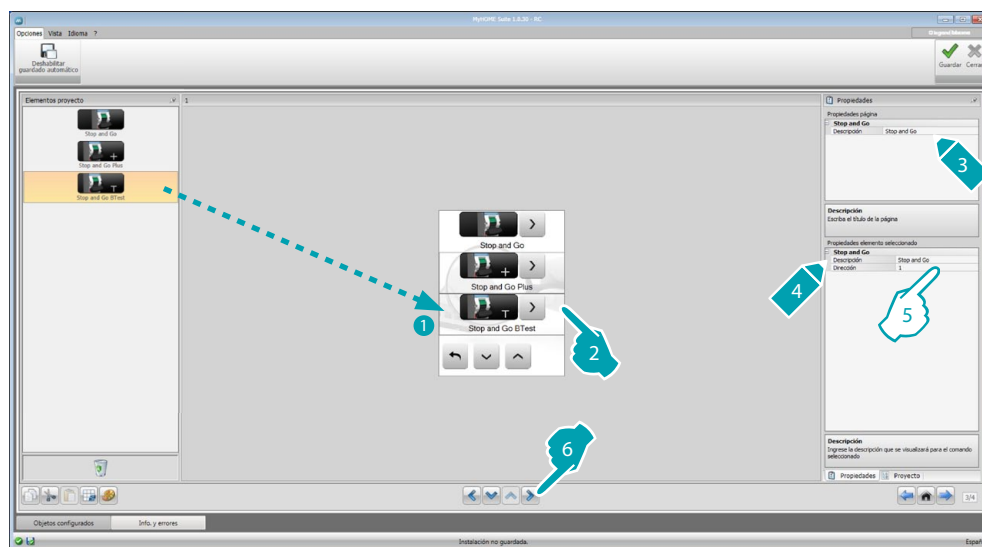 MyHOME Suite 1.0.30 - RC
Opciones Vista Idioma ?
Deshabilitar
guardado automático
Guardar Cerrar
Elementos proyecto
1
Propiedades
Stop and Go
+
Stop and Go Plus
T
Stop and Go BTest
Propiedades página
Stop and Go
Descripción Stop and Go
3
Descripción
Escriba el título de la página
Stop and Go
+
Stop and Go Plus
T
Stop and Go BTest
1
2
Propiedades elemento seleccionado
Stop and Go
Descripción Stop and Go
Dirección 1
4
5
6
Descripción
Ingrese la descripción que se visualizará para el comando
seleccionado
Propiedades Proyecto
3/4
Objetos configurados Info. y errores
Instalación no guardada.
Españ